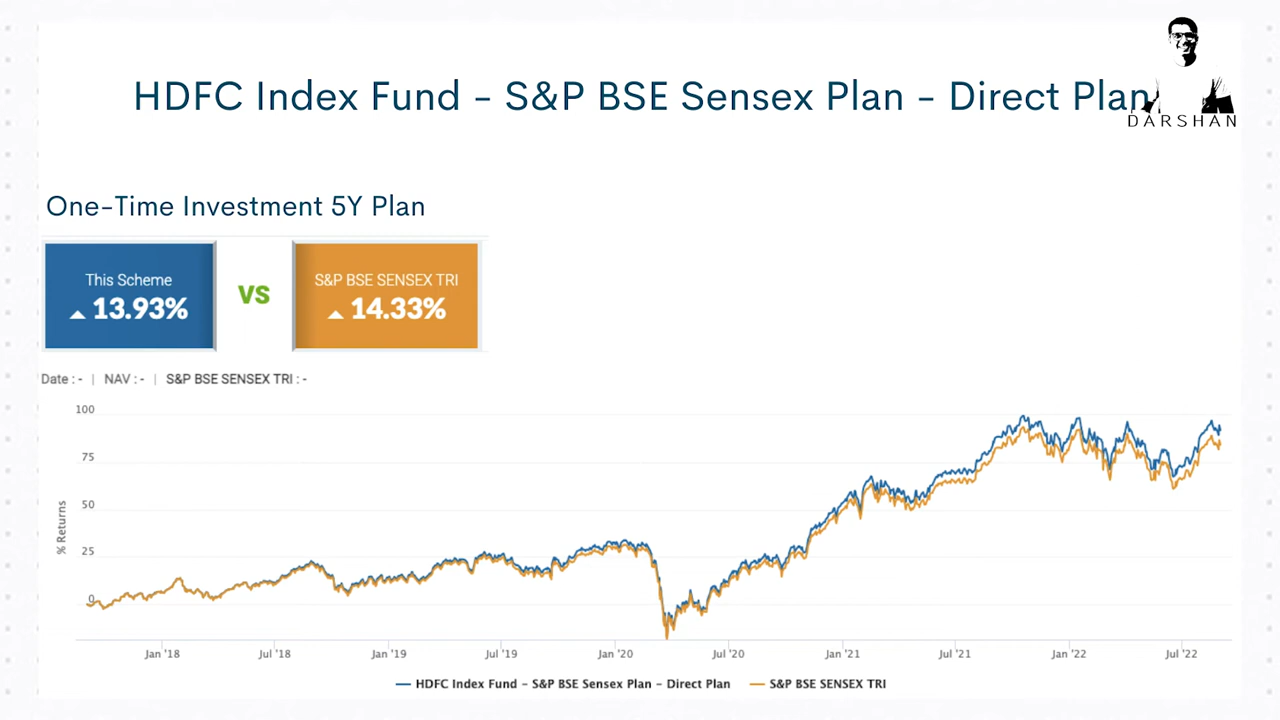 HDFC Index Fund - S&P BSE Sensex Plan - Direct Plan
DARSHAN
One-Time Investment 5Y Plan
This Scheme
▲ 13.93%
VS
S&P BSE SENSEX TRI
▲ 14.33%
Date : - | NAV : - | S&P BSE SENSEX TRI : -
% Returns
100
75
50
25
0
Jan '18 Jul '18 Jan '19 Jul '19 Jan '20 Jul '20 Jan '21 Jul '21 Jan '22 Jul '22
HDFC Index Fund - S&P BSE Sensex Plan - Direct Plan S&P BSE SENSEX TRI